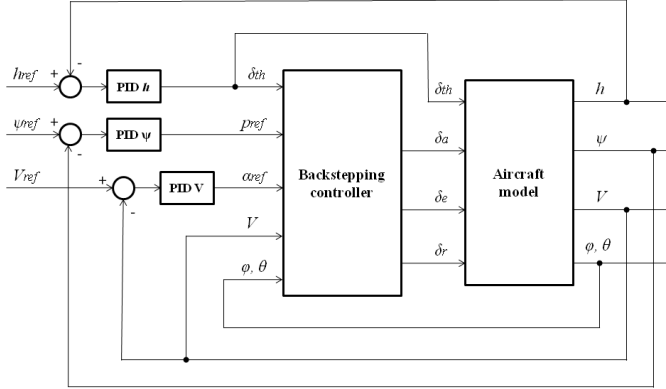 +
-
href
PID h
δth
δth
h
+
-
ψref
PID ψ
pref
δa
ψ
Vref
+
-
PID V
αref
Backstepping
controller
Aircraft
model
V
δe
V
φ, θ
δr
φ, θ